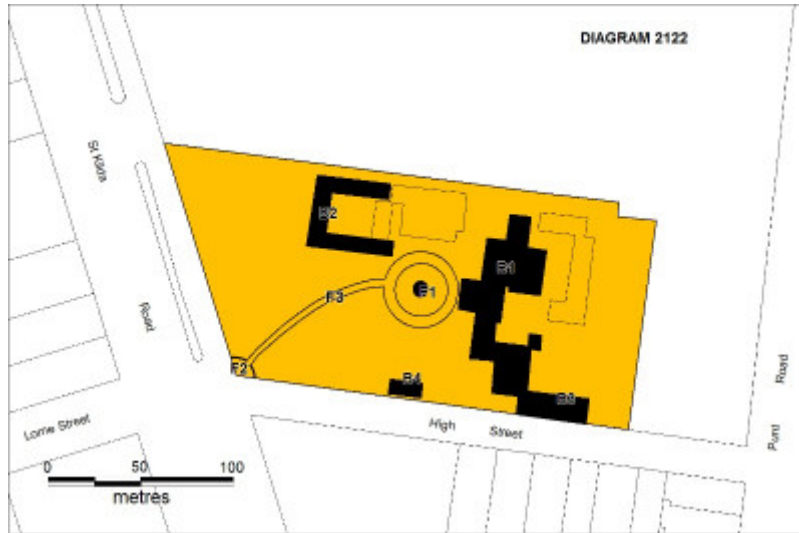 DIAGRAM 2122
St Kilda
Road
B2
B1
F1
F3
F2
B4
B3
High Street
Lorne Street
Punt Road
0 50 100
metres